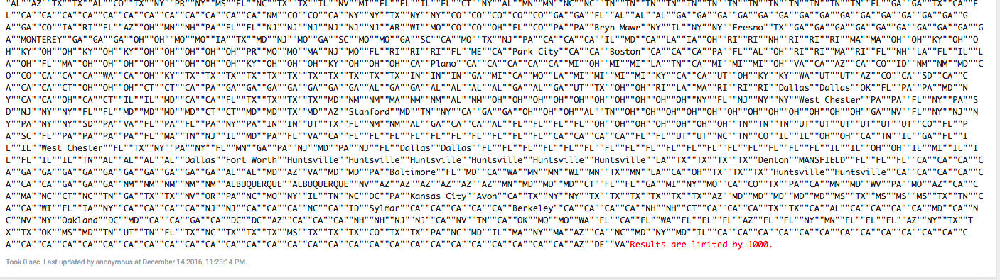 "AL""AZ""TX""TX""AL""CO""TX""NY""PR""NY""MS""FL""NC""TX""TX""IL""NV""MI""FL""FL""IL""FL""CT""NY""AL""MN""MN""NC""NC""TN""TN""TN""TN""TN""TN""TN""TN""TN""TN""TN""TN""TN""FL""GA""GA""TX""CA""F
L""CA""CA""CA""CA""CA""CA""CA""CA""CA""CA""CA""CA""NM""CO""CO""CA""NY""NY""TX""NY""NY""CO""CO""CO""CO""CO""GA""GA""FL""AL""AL""AL""GA""GA""GA""GA""GA""GA""GA""GA""GA""GA""GA""GA""GA""GA""G
A""GA""CO""IA""RI""FL""AZ""OH""MN""NH""PA""FL""FL""NJ""NJ""NJ""NJ""NJ""NJ""AR""WI""MO""CO""CO""OH""FL""CO""PA""PA""Bryn Mawr""NY""IL""NY""NY""Fresno""TX""GA""GA""GA""GA""GA""GA""GA""GA""G
A""MONTEREY""GA""GA""GA""OH""OH""MO""MO""IA""TX""MD""NJ""MO""GA""SC""MO""MO""GA""SC""CA""MO""TX""NJ""PA""CA""CA""CA""IL""MD""CA""LA""IA""OH""RI""RI""NH""RI""RI""RI""MA""MA""OH""OH""KY""OH""O
H""KY""OH""OH""KY""OH""KY""OH""OH""OH""OH""OH""PR""MO""MO""MA""NJ""MO""FL""RI""RI""RI""FL""ME""CA""Park City""CA""CA""Boston""CA""CA""CA""PA""FL""AL""OH""RI""RI""MA""RI""FL""NH""LA""FL""IL""L
A""OH""FL""MA""OH""OH""OH""OH""OH""OH""OH""OH""KY""OH""OH""OH""KY""OH""OH""OH""CA""Plano""CA""CA""CA""CA""CA""MI""OH""MI""MI""LA""TN""CA""MI""MI""MI""OH""VA""CA""AZ""CA""CO""ID""NM""NM""MD""C
O""CO""CA""CA""CA""WA""CA""OH""KY""TX""TX""TX""TX""TX""TX""TX""TX""TX""TX""TX""IN""IN""IN""GA""MI""CA""MO""LA""MI""MI""MI""MI""KY""CA""CA""UT""OH""KY""KY""WA""UT""UT""AZ""CO""CA""SD""CA""C
A""CA""CA""CT""OH""OH""OH""CT""CT""CA""PA""GA""GA""GA""GA""GA""GA""GA""AL""GA""GA""AL""AL""AL""AL""GA""AL""GA""UT""TX""OH""OH""RI""LA""MA""RI""RI""RI""Dallas""Dallas""OK""FL""PA""PA""MD""N
Y""CA""CA""OH""CA""CT""IL""IL""MD""CA""CA""FL""TX""TX""TX""TX""MD""NM""NM""MA""NM""NM""AL""NM""OH""OH""OH""OH""OH""OH""OH""OH""OH""OH""NY""FL""NJ""NY""NY""West Chester""PA""PA""FL""NY""PA""S
D""NJ""NY""NY""FL""FL""MD""MD""MD""MD""CT""CT""MD""MD""TX""MD""AZ""Stanford""MD""TN""NY""CA""GA""GA""OH""OH""OH""AL""TN""OH""OH""OH""OH""OH""OH""OH""OH""OH""OH""OH""OH""GA""NV""FL""NY""NJ""N
Y""PA""NY""NY""SD""PA""VA""FL""PA""FL""PA""NY""PA""IN""IN""UT""TX""FL""NM""NM""AL""GA""CA""CA""AL""FL""FL""FL""FL""OH""OH""OH""OH""OH""OH""OH""TN""TN""TN""UT""UT""UT""UT""UT""UT""CO""FL""P
A""SC""FL""PA""PA""PA""PA""FL""MA""TN""NJ""IL""MD""PA""FL""VA""CA""FL""FL""FL""FL""FL""FL""FL""FL""FL""FL""CA""CA""CA""CA""FL""FL""UT""UT""NC""TN""CO""IL""IL""OH""OH""CA""TN""IL""GA""FL""I
L""IL""West Chester""FL""TX""NY""PA""NY""FL""MN""GA""PA""NJ""MD""PA""NJ""FL""Dallas""Dallas""FL""FL""FL""FL""FL""FL""FL""FL""FL""FL""FL""FL""FL""FL""FL""FL""FL""IL""IL""OH""OH""IL""MI""IL""I
L""FL""IL""IL""TN""AL""AL""AL""AL""Dallas""Fort Worth""Huntsville""Huntsville""Huntsville""Huntsville""Huntsville""Huntsville""LA""TX""TX""TX""TX""Denton""MANSFIELD""FL""FL""FL""CA""CA""CA""C
A""GA""GA""GA""GA""GA""GA""GA""GA""GA""GA""AL""AL""MD""AZ""VA""MD""MD""PA""Baltimore""FL""MD""CA""WA""MN""MN""WI""MN""TX""MN""LA""CA""OH""TX""TX""TX""Huntsville""Huntsville""CA""CA""CA""CA""C
A""CA""CA""GA""GA""GA""NM""NM""NM""NM""NM""ALBUQUERQUE""ALBUQUERQUE""NV""AZ""AZ""AZ""AZ""AZ""AZ""MN""MD""MD""MD""CT""FL""FL""GA""MI""NY""MO""CA""CO""TX""PA""CA""MN""MD""WV""PA""MO""AZ""CA""C
A""MA""NC""CT""NC""TN""GA""TX""TX""NV""OR""PA""NC""MO""NY""IL""TN""NC""DC""PA""Kansas City""Avon""CA""TX""NY""NY""TX""TX""TX""TX""TX""TX""AZ""MD""MD""MD""MD""MD""MS""TX""MS""MS""MS""TX""TN""C
A""CA""WI""FL""IA""NY""CA""CA""CA""CA""NJ""NJ""CA""CA""CA""NC""CA""ID""Sylmar""CA""CA""CA""CA""CA""Berkeley""CA""CA""CA""CA""NH""NH""CT""CA""CA""CA""TX""TX""CA""AL""CA""CA""CA""CA""MD""CA""N
C""NV""NY""Oakland""DC""MD""CA""CA""GA""CA""DC""DC""AZ""CA""CA""CA""NH""NH""NJ""NJ""CA""NV""TN""CA""OK""MO""MO""WA""FL""CA""FL""WA""FL""FL""FL""AZ""FL""FL""NY""MN""FL""FL""FL""AZ""NY""TX""T
X""TX""OK""MS""MD""TN""UT""TN""FL""TX""NC""TX""TX""TX""MS""TX""TX""TX""CO""TX""TX""PA""NC""MD""IL""MA""NY""MA""AZ""CA""NC""MD""NY""MD""IL""CA""CA""CA""CA""CA""CA""CA""CA""CA""CA""CA""CA""C
A""CA""CA""CA""CA""CA""CA""CA""CA""CA""CA""CA""CA""CA""CA""CA""CA""CA""CA""CA""CA""CA""CA""CA""CA""CA""CA""CA""AZ""DE""VA"Results are limited by 1000.
Took 0 sec. Last updated by anonymous at December 14 2016, 11:23:14 PM.